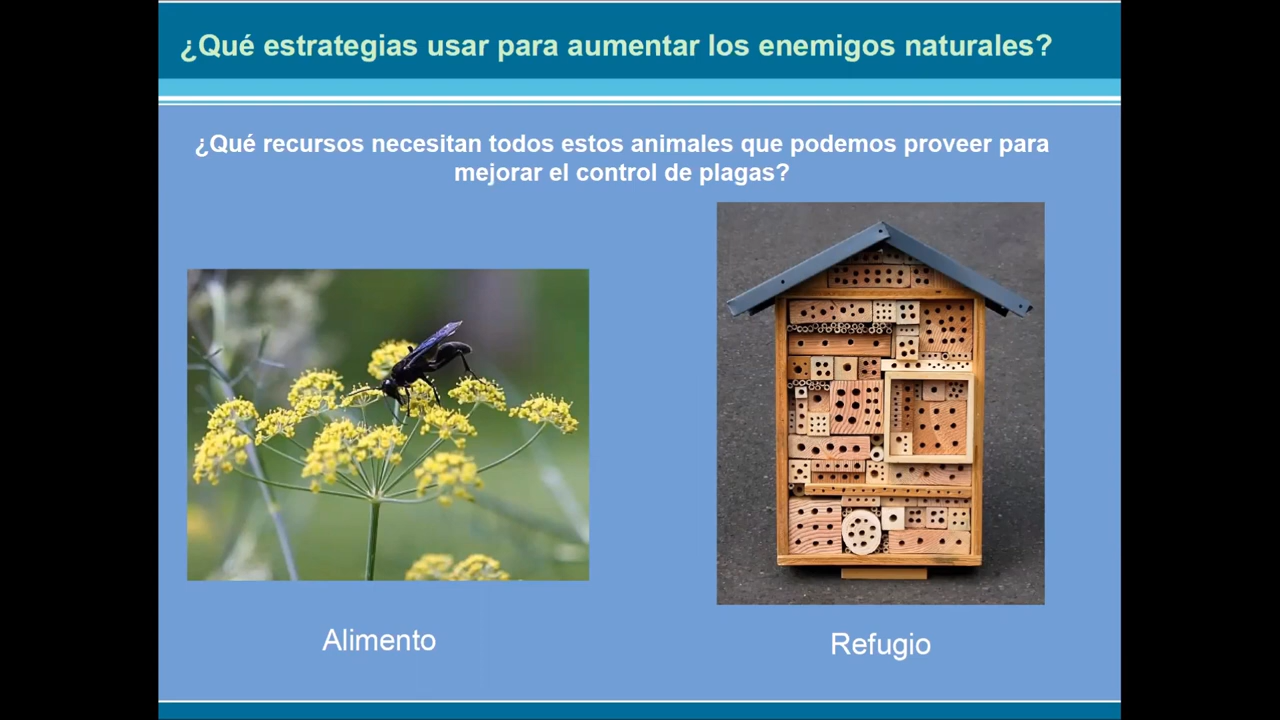 ¿Qué estrategias usar para aumentar los enemigos naturales?
¿Qué recursos necesitan todos estos animales que podemos proveer para
mejorar el control de plagas?
Alimento
Refugio